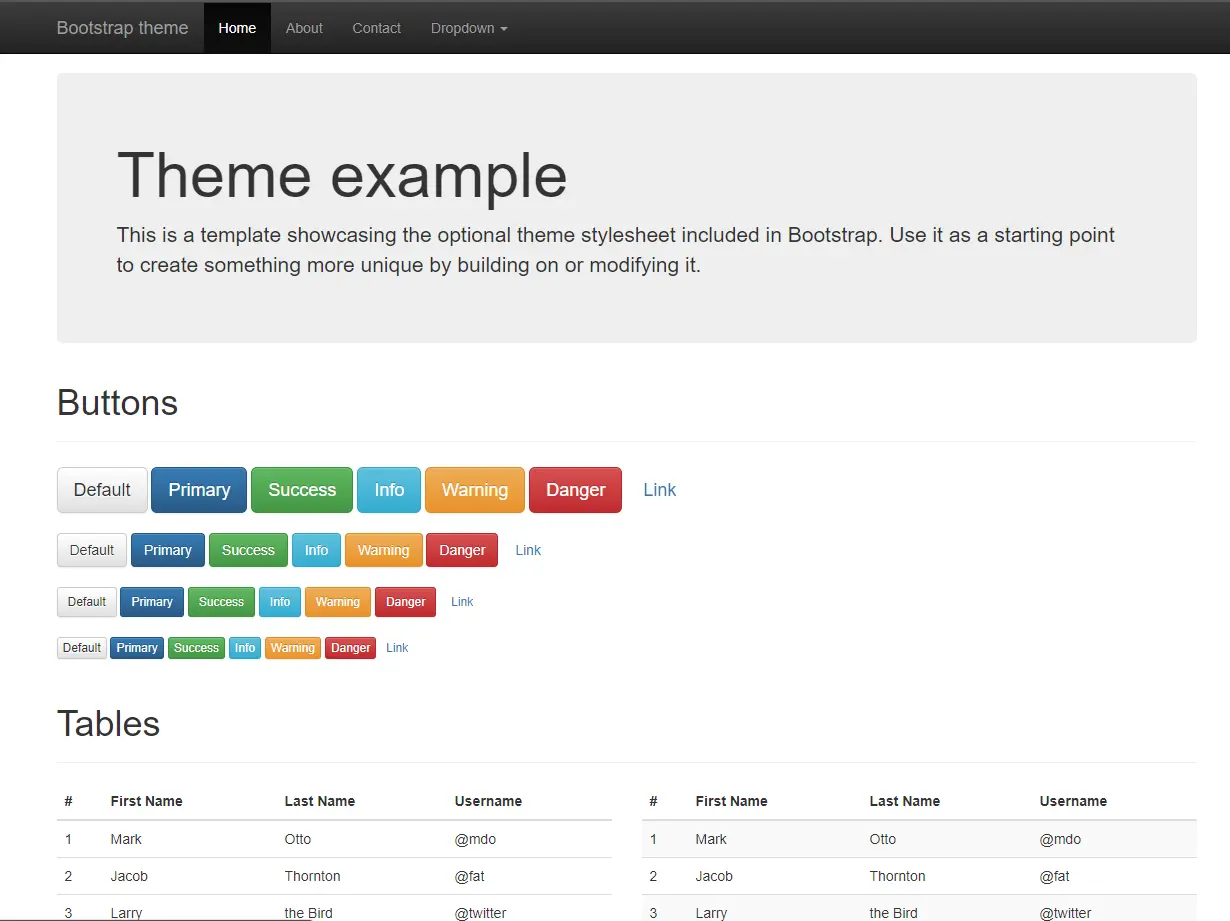 Bootstrap theme Home About Contact Dropdown
Theme example
This is a template showcasing the optional theme stylesheet included in Bootstrap. Use it as a starting point
to create something more unique by building on or modifying it.
Buttons
Default Primary Success Info Warning Danger Link
Default Primary Success Info Warning Danger Link
Default Primary Success Info Warning Danger Link
Default Primary Success Info Warning Danger Link
Tables
# First Name Last Name Username # First Name Last Name Username
1 Mark Otto @mdo 1 Mark Otto @mdo
2 Jacob Thornton @fat 2 Jacob Thornton @fat
3 Larry the Bird @twitter 3 Larry the Bird @twitter